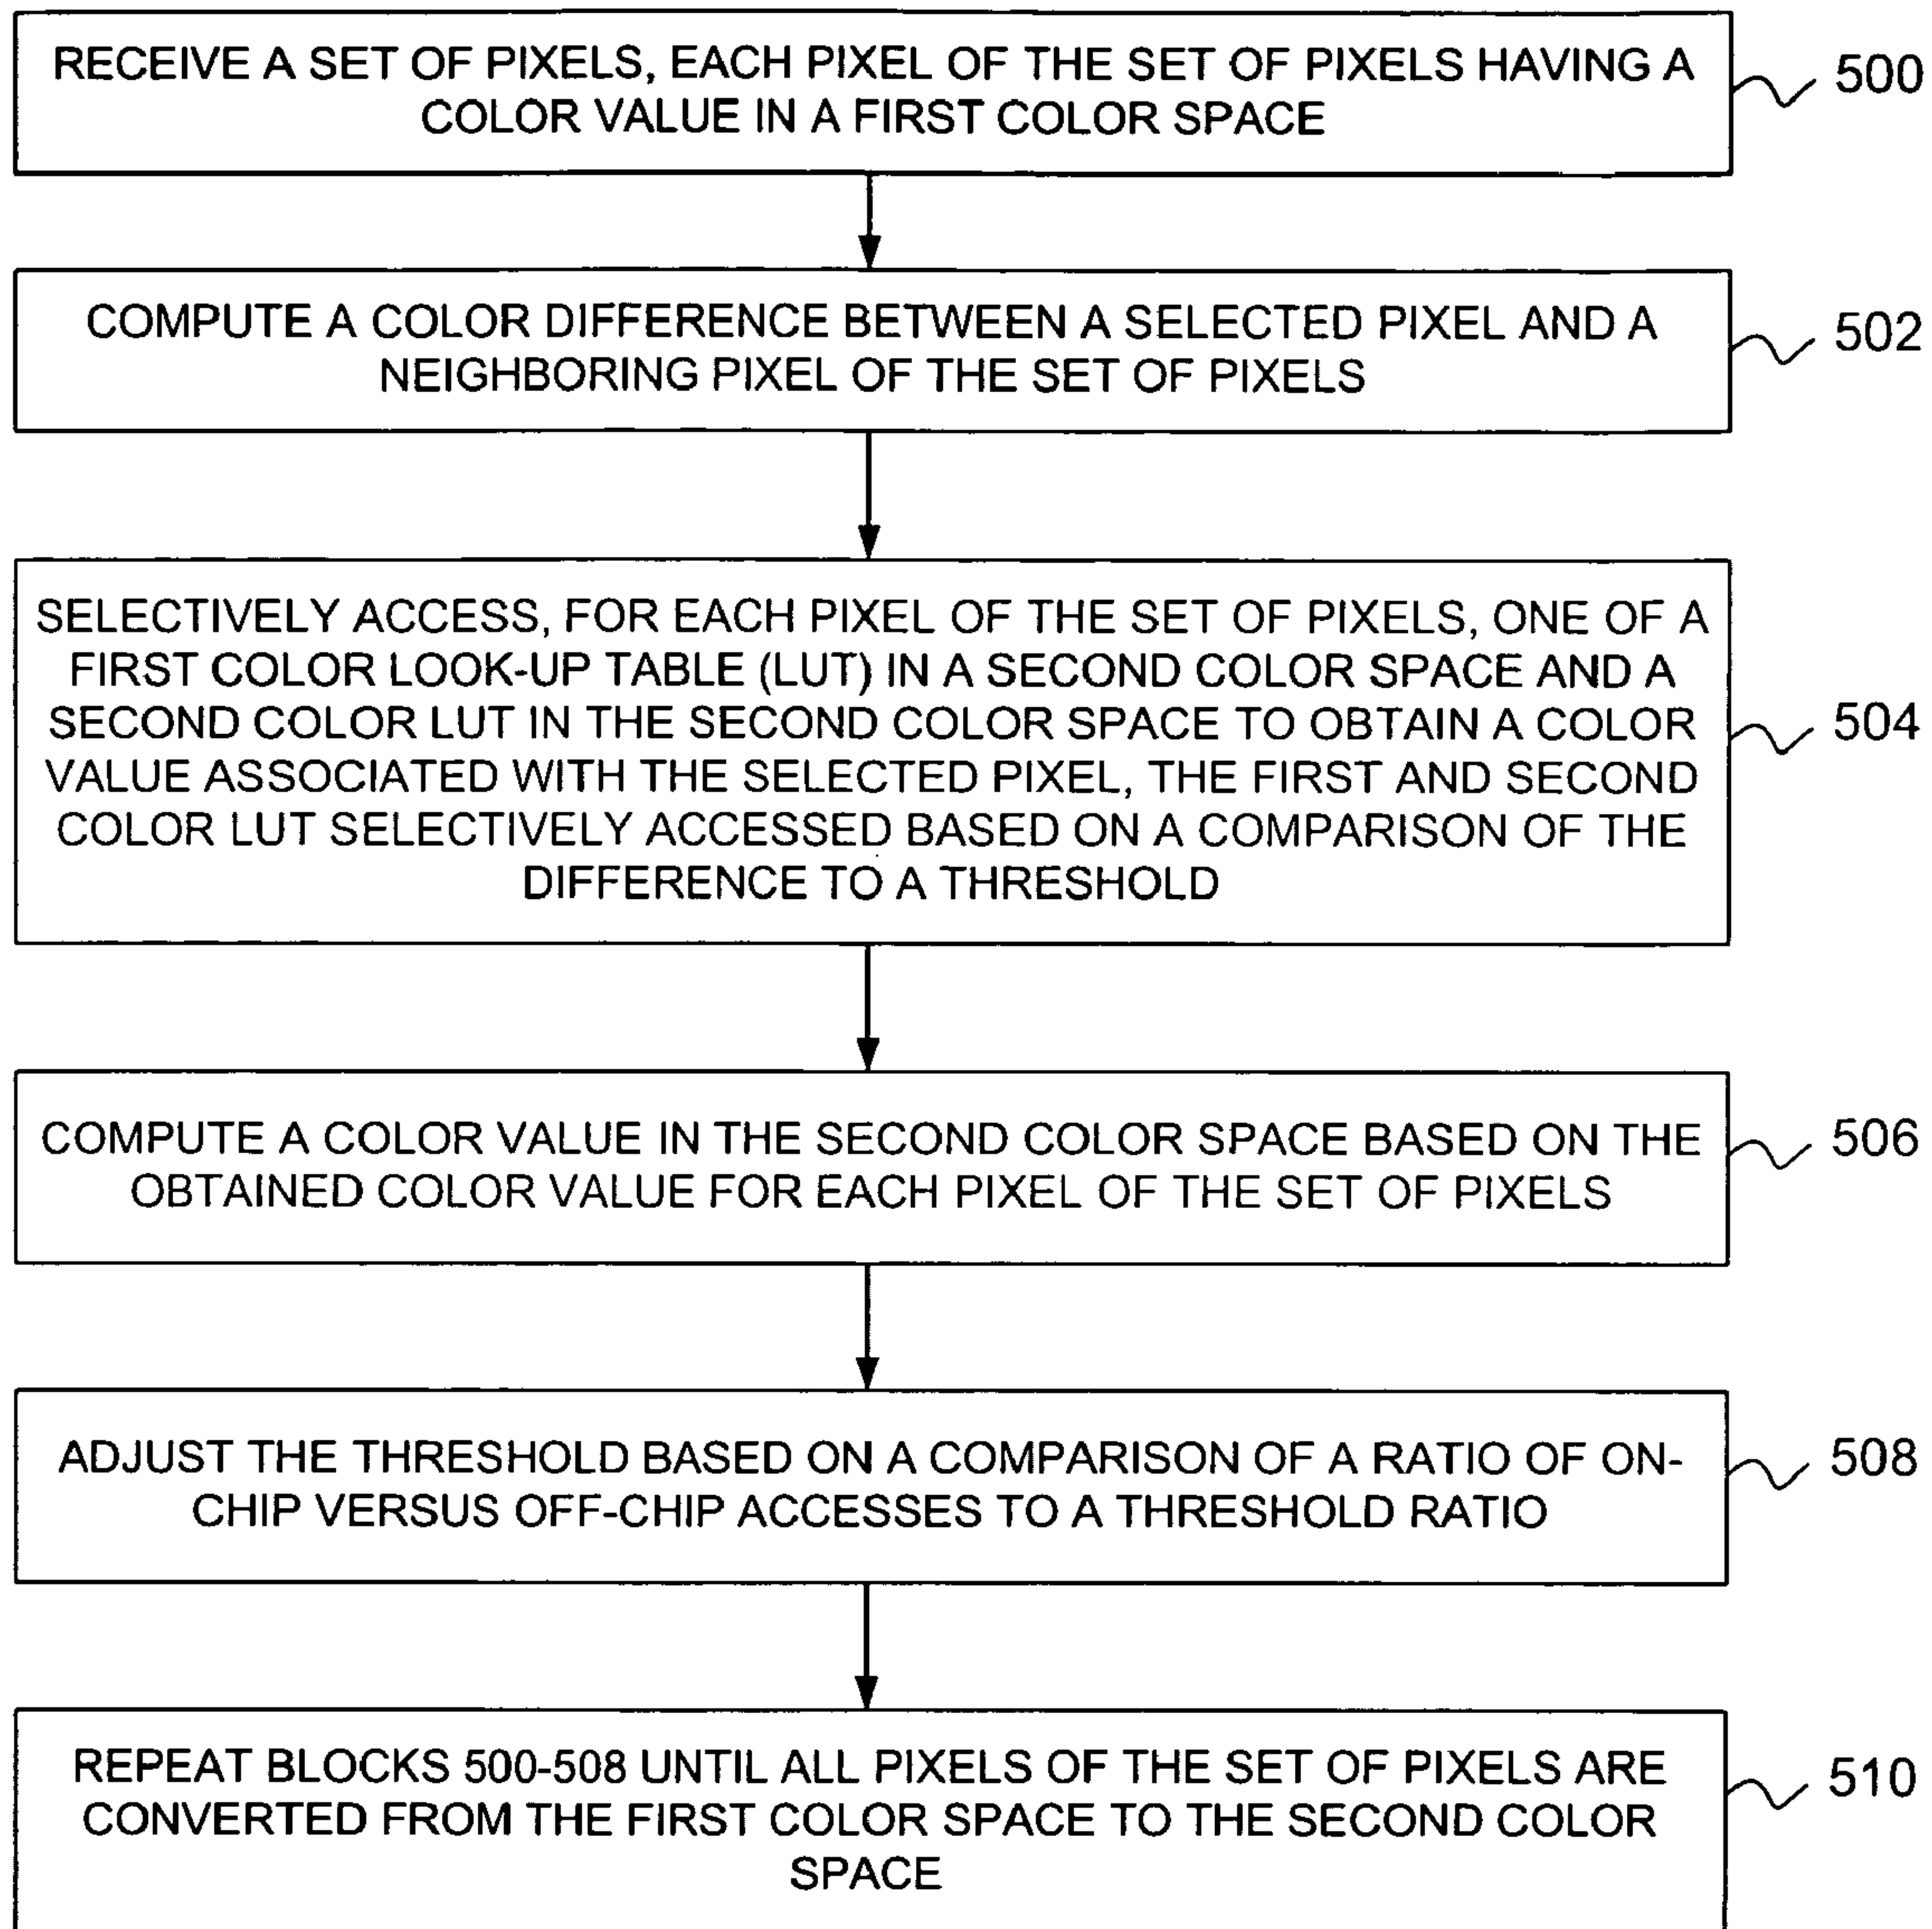 RECEIVE A SET OF PIXELS, EACH PIXEL OF THE SET OF PIXELS HAVING A
COLOR VALUE IN A FIRST COLOR SPACE
500
COMPUTE A COLOR DIFFERENCE BETWEEN A SELECTED PIXEL AND A
NEIGHBORING PIXEL OF THE SET OF PIXELS
502
SELECTIVELY ACCESS, FOR EACH PIXEL OF THE SET OF PIXELS, ONE OF A
FIRST COLOR LOOK-UP TABLE (LUT) IN A SECOND COLOR SPACE AND A
SECOND COLOR LUT IN THE SECOND COLOR SPACE TO OBTAIN A COLOR
VALUE ASSOCIATED WITH THE SELECTED PIXEL, THE FIRST AND SECOND
COLOR LUT SELECTIVELY ACCESSED BASED ON A COMPARISON OF THE
DIFFERENCE TO A THRESHOLD
504
COMPUTE A COLOR VALUE IN THE SECOND COLOR SPACE BASED ON THE
OBTAINED COLOR VALUE FOR EACH PIXEL OF THE SET OF PIXELS
506
ADJUST THE THRESHOLD BASED ON A COMPARISON OF A RATIO OF ON-
CHIP VERSUS OFF-CHIP ACCESSES TO A THRESHOLD RATIO
508
REPEAT BLOCKS 500-508 UNTIL ALL PIXELS OF THE SET OF PIXELS ARE
CONVERTED FROM THE FIRST COLOR SPACE TO THE SECOND COLOR
SPACE
510